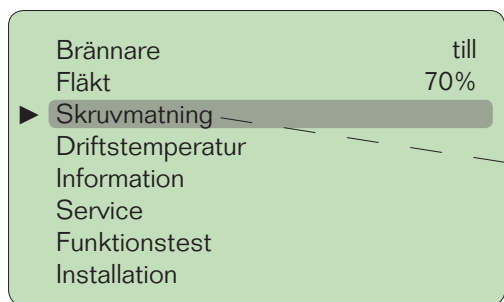 Brännare till
Fläkt 70%
Skruvmatning
Driftstemperatur
Information
Service
Funktionstest
Installation